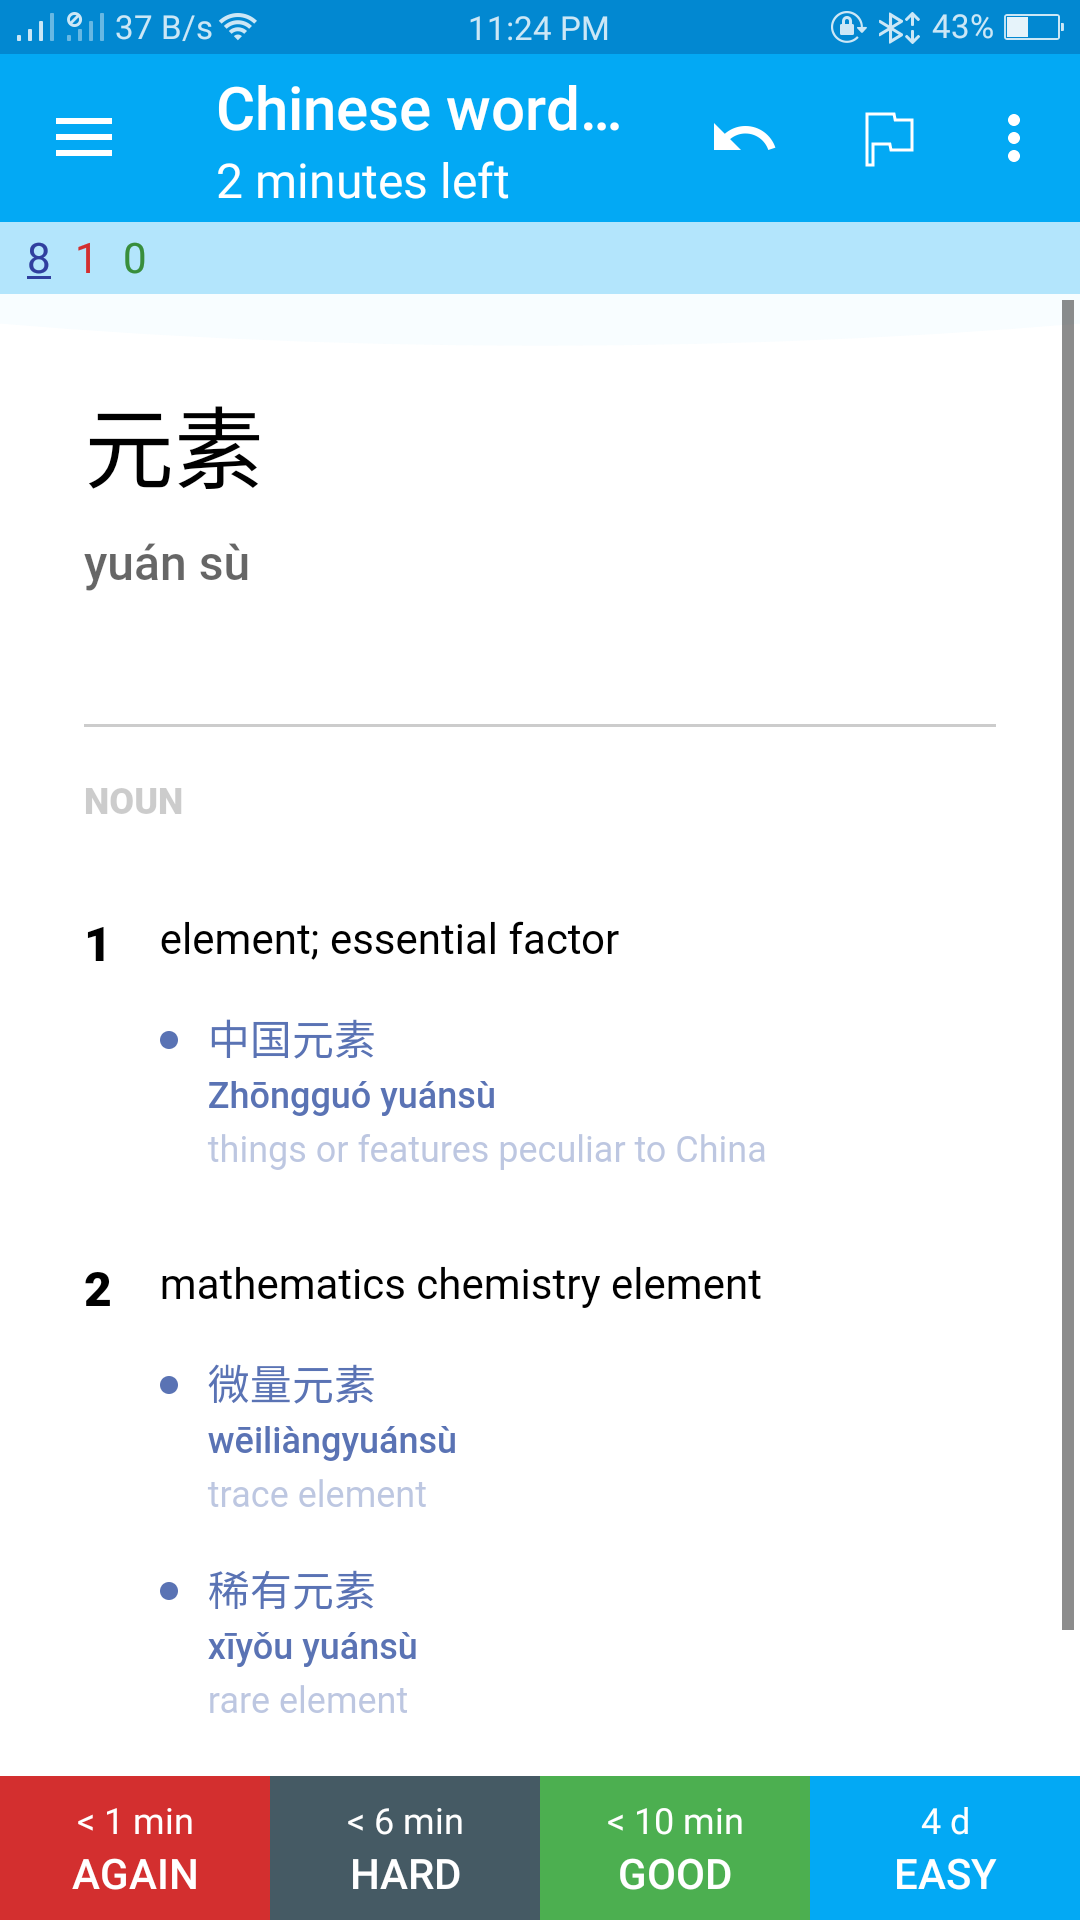 37 B/s 11:24 PM 43%
Chinese word...
2 minutes left
8 1 0
元素
yuán sù
NOUN
1 element; essential factor
中国元素
Zhōngguó yuánsù
things or features peculiar to China
2 mathematics chemistry element
微量元素
wēiliàngyuánsù
trace element
稀有元素
xīyǒu yuánsù
rare element
< 1 min < 6 min < 10 min 4 d
AGAIN HARD GOOD EASY